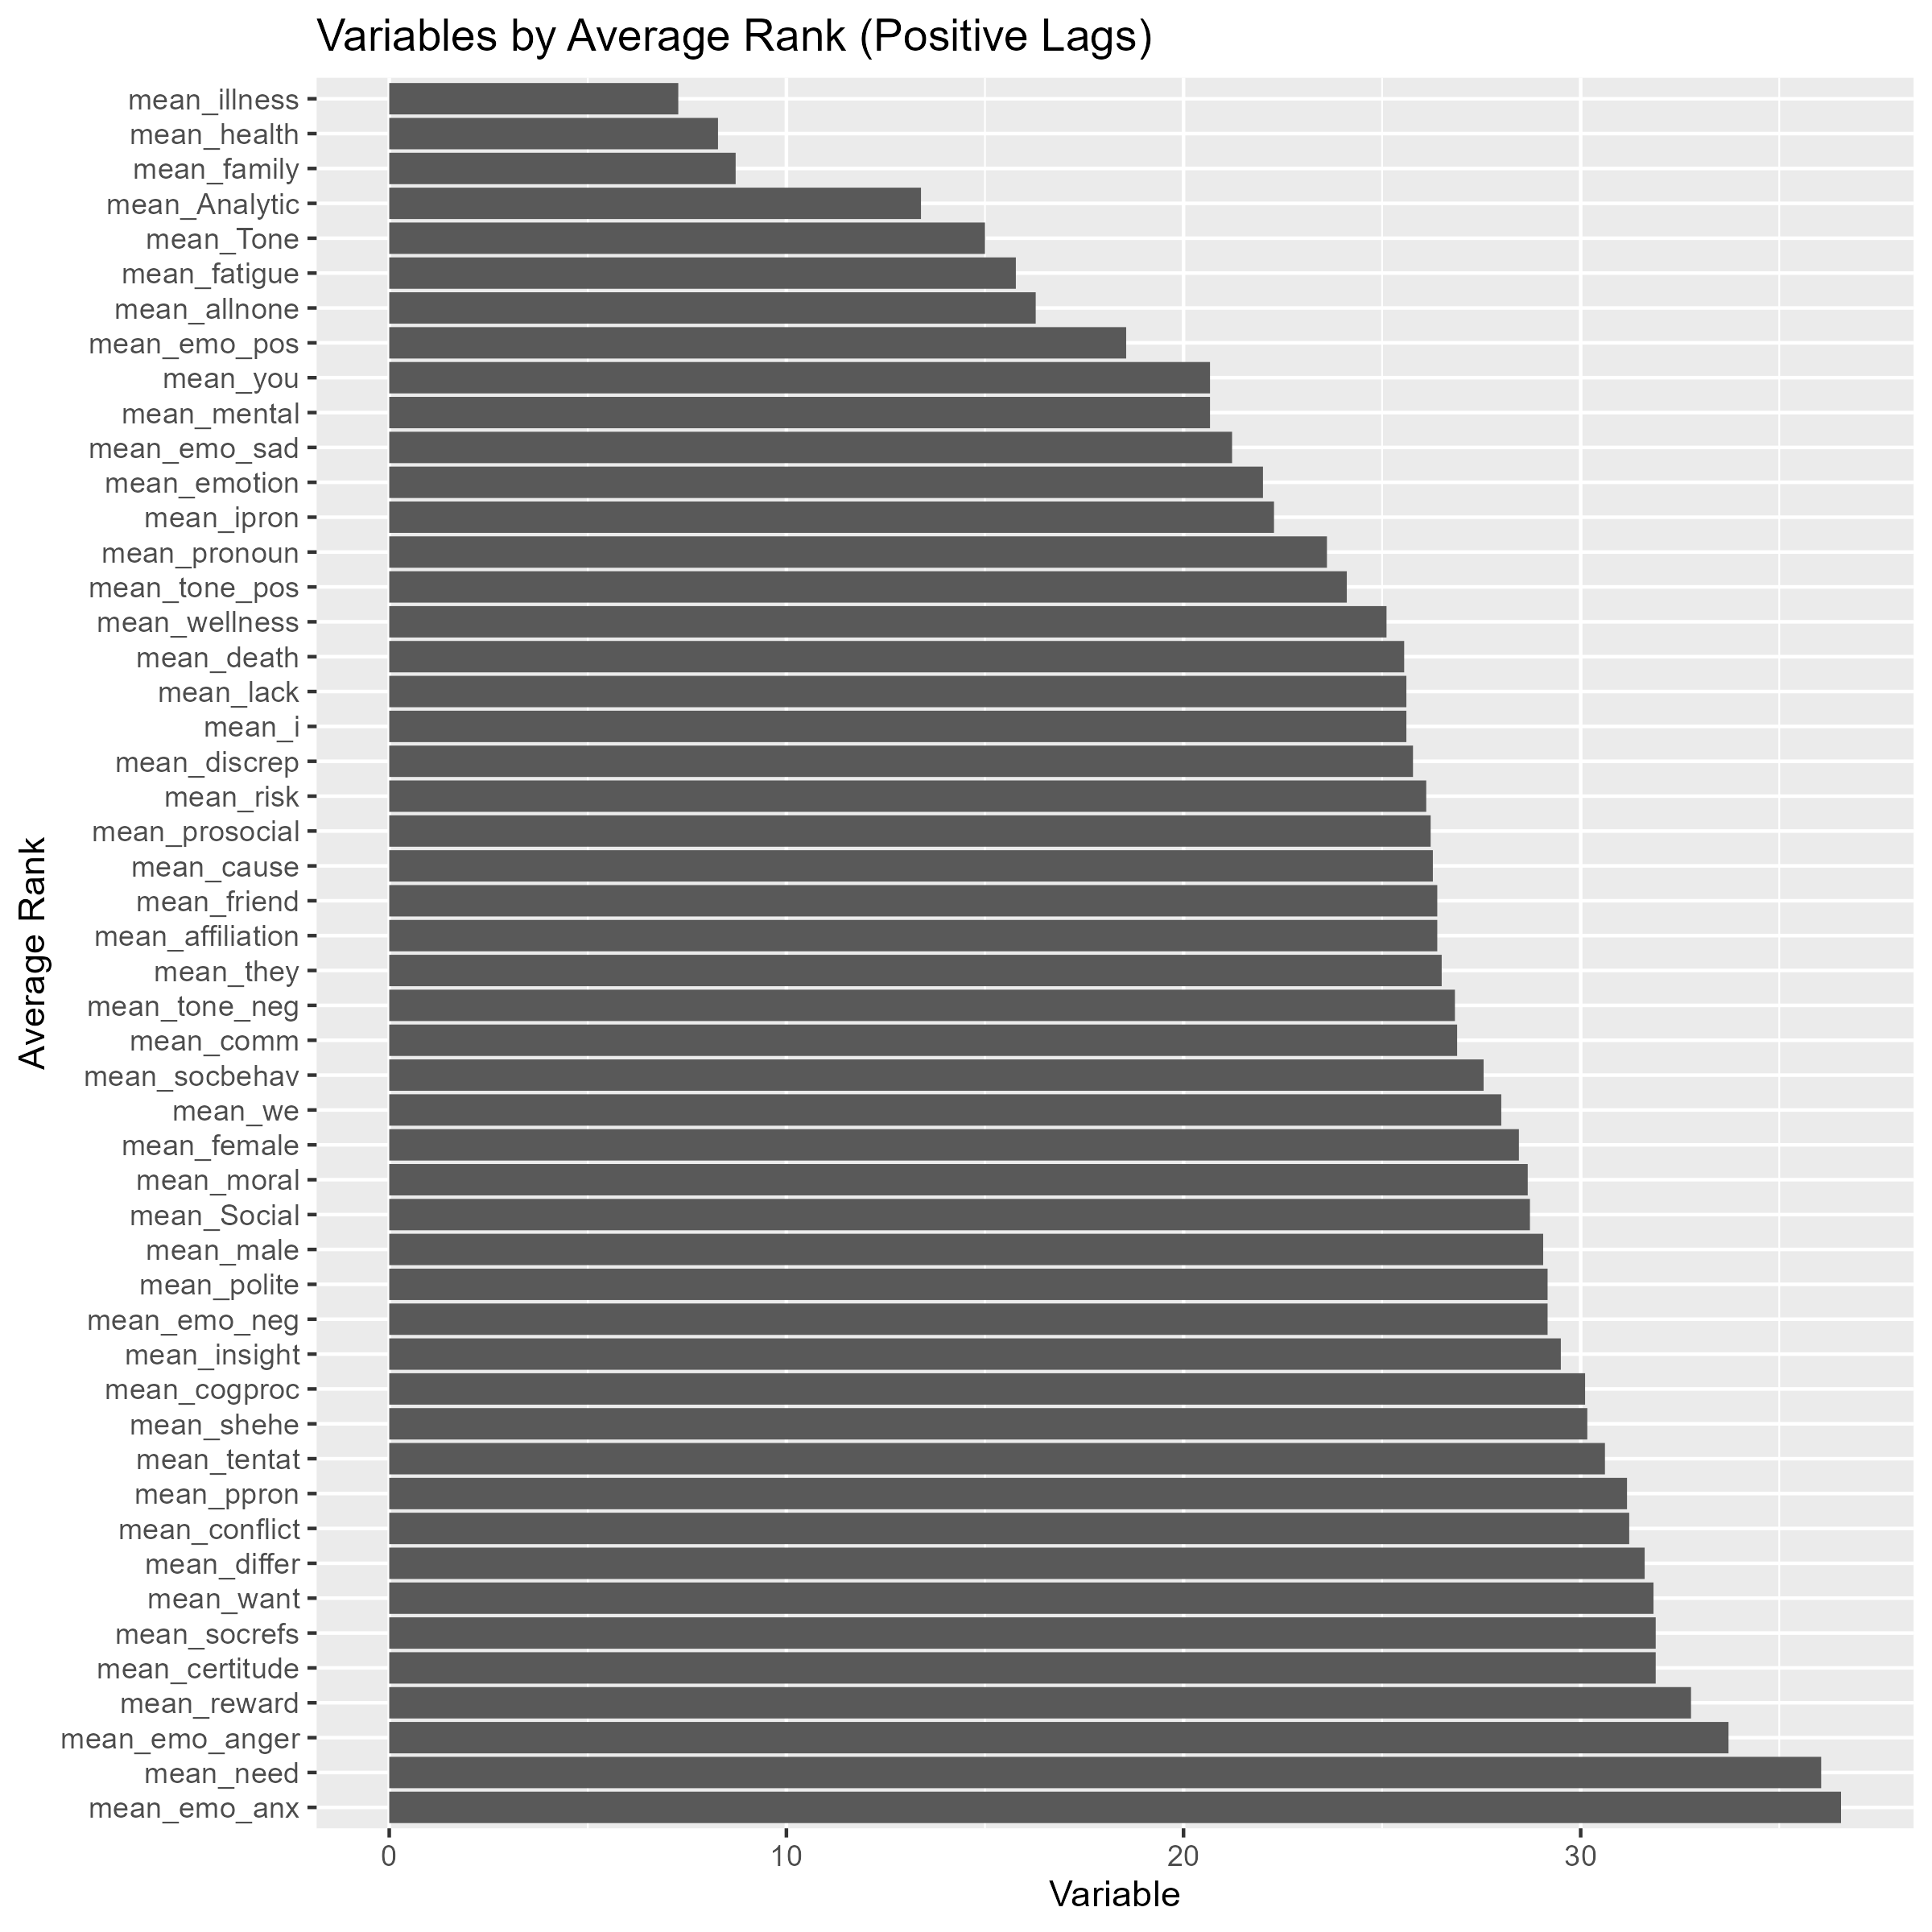 Variables by Average Rank (Positive Lags)
mean_illness
mean_health
mean_family
mean_Analytic
mean_Tone
mean_fatigue
mean_allnone
mean_emo_pos
mean_you
mean_mental
mean_emo_sad
mean_emotion
mean_ipron
mean_pronoun
mean_tone_pos
mean_wellness
mean_death
mean_lack
mean_i
mean_discrep
mean_risk
mean_prosocial
mean_cause
mean_friend
mean_affiliation
mean_they
mean_tone_neg
mean_comm
mean_socbehav
mean_we
mean_female
mean_moral
mean_Social
mean_male
mean_polite
mean_emo_neg
mean_insight
mean_cogproc
mean_shehe
mean_tentat
mean_ppron
mean_conflict
mean_differ
mean_want
mean_socrefs
mean_certitude
mean_reward
mean_emo_anger
mean_need
mean_emo_anx
Average Rank
0 10 20 30
Variable